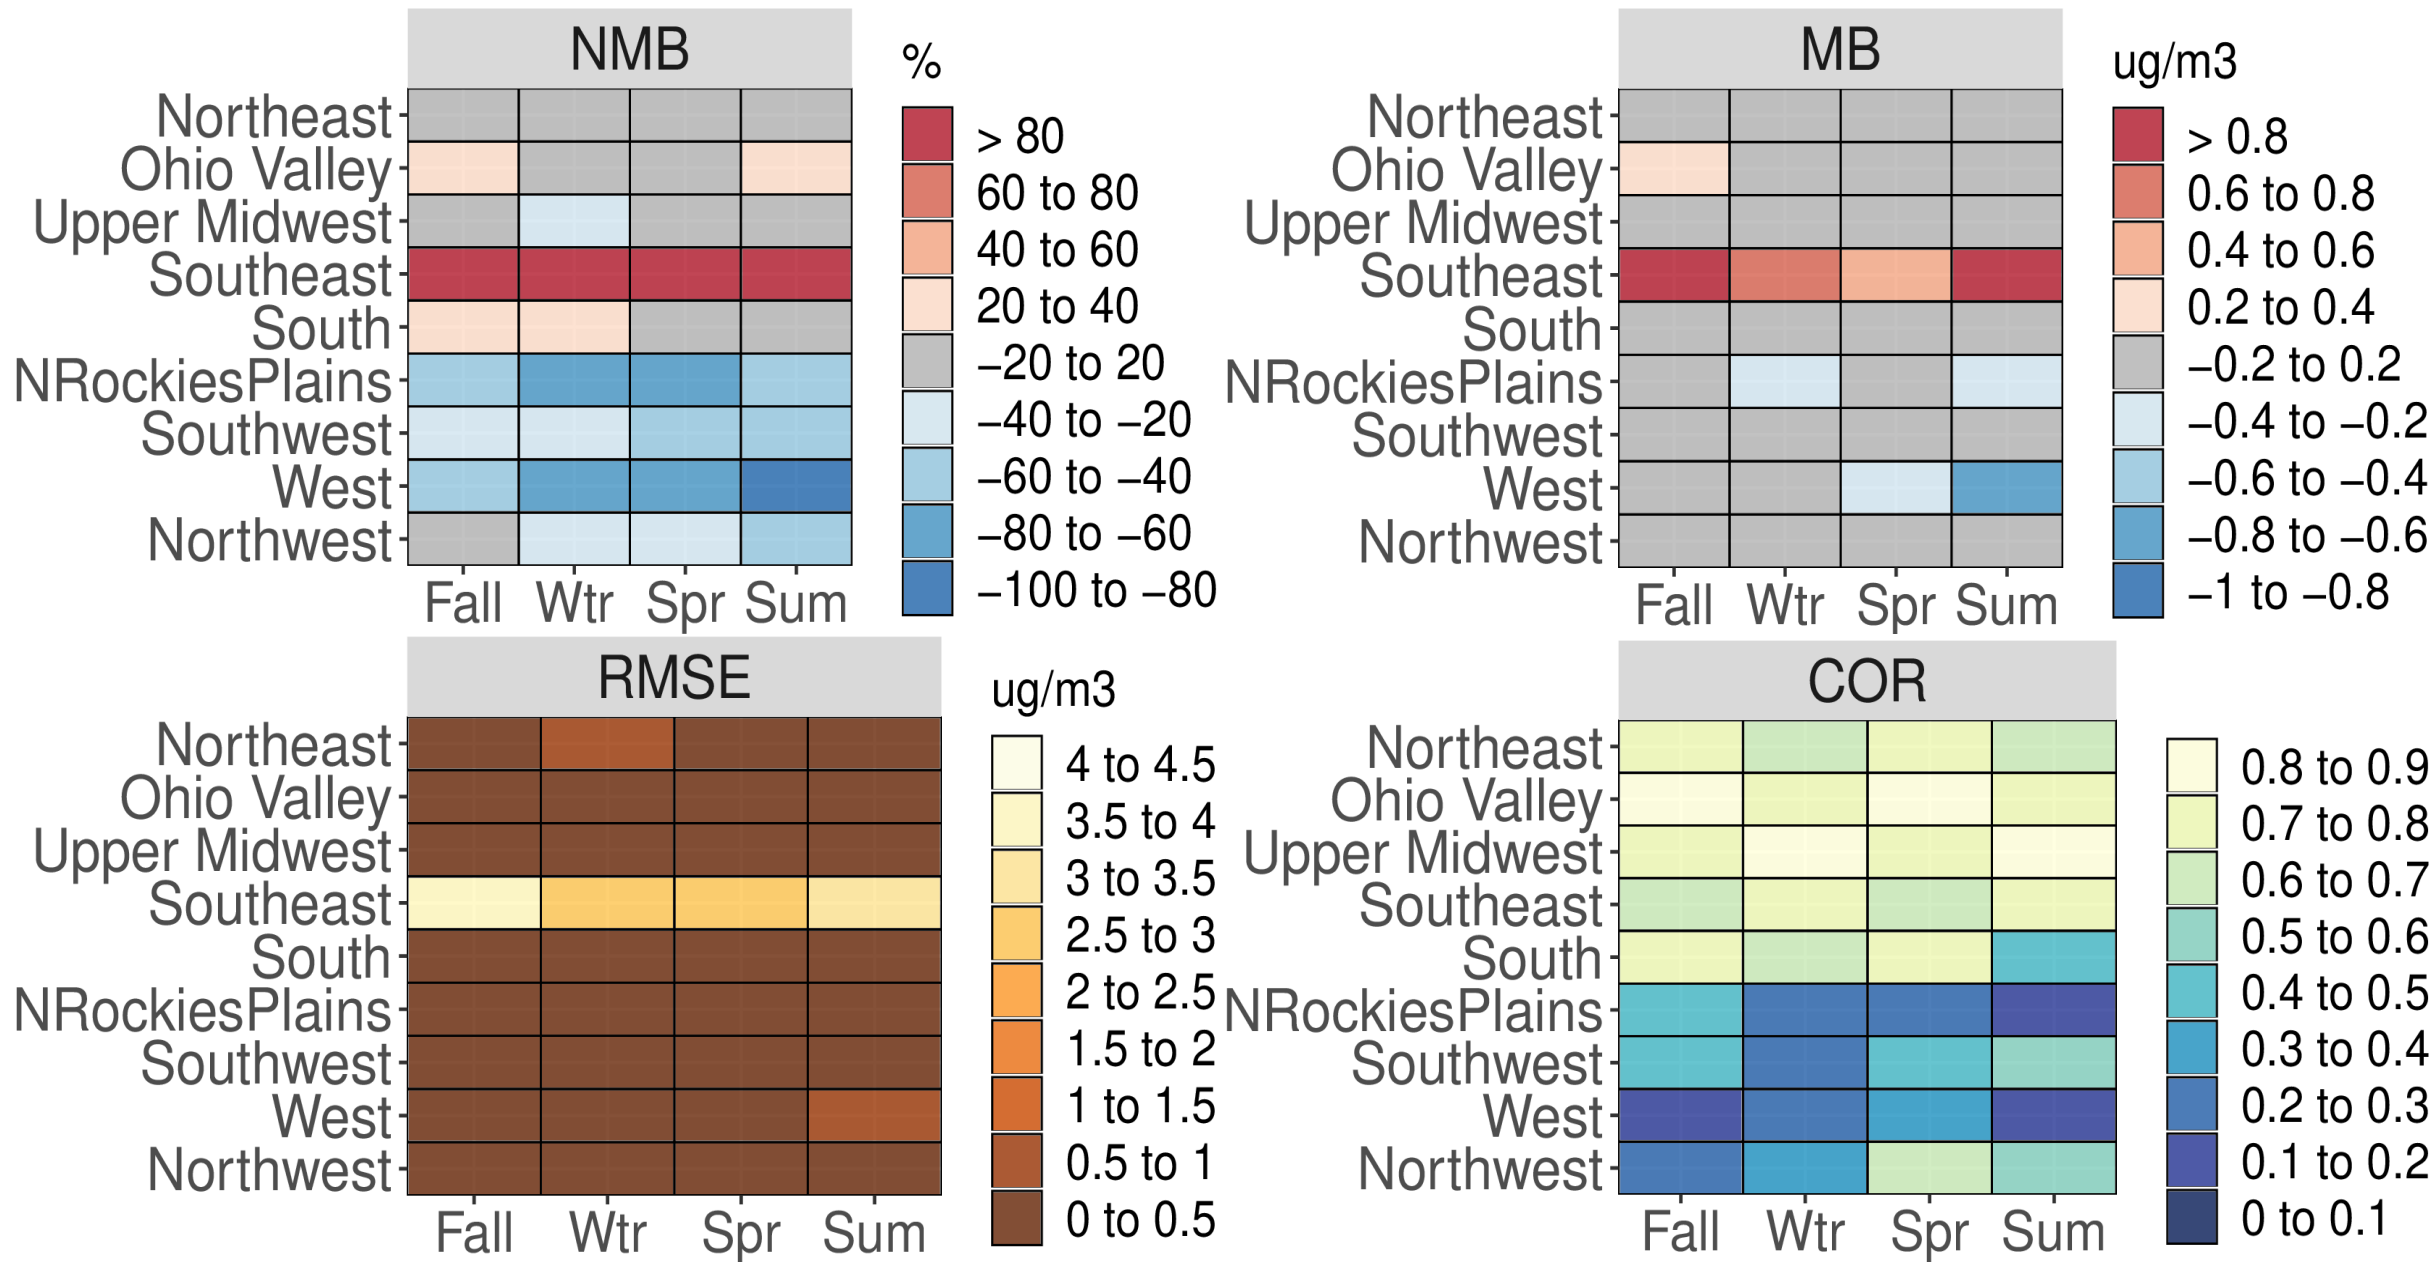 NMB
%
Northeast
Ohio Valley
Upper Midwest
Southeast
South
NRockiesPlains
Southwest
West
Northwest
Fall Wtr Spr Sum
> 80
60 to 80
40 to 60
20 to 40
−20 to 20
−40 to −20
−60 to −40
−80 to −60
−100 to −80
MB
ug/m3
Northeast
Ohio Valley
Upper Midwest
Southeast
South
NRockiesPlains
Southwest
West
Northwest
Fall Wtr Spr Sum
> 0.8
0.6 to 0.8
0.4 to 0.6
0.2 to 0.4
−0.2 to 0.2
−0.4 to −0.2
−0.6 to −0.4
−0.8 to −0.6
−1 to −0.8
RMSE
ug/m3
Northeast
Ohio Valley
Upper Midwest
Southeast
South
NRockiesPlains
Southwest
West
Northwest
Fall Wtr Spr Sum
4 to 4.5
3.5 to 4
3 to 3.5
2.5 to 3
2 to 2.5
1.5 to 2
1 to 1.5
0.5 to 1
0 to 0.5
COR
Northeast
Ohio Valley
Upper Midwest
Southeast
South
NRockiesPlains
Southwest
West
Northwest
Fall Wtr Spr Sum
0.8 to 0.9
0.7 to 0.8
0.6 to 0.7
0.5 to 0.6
0.4 to 0.5
0.3 to 0.4
0.2 to 0.3
0.1 to 0.2
0 to 0.1